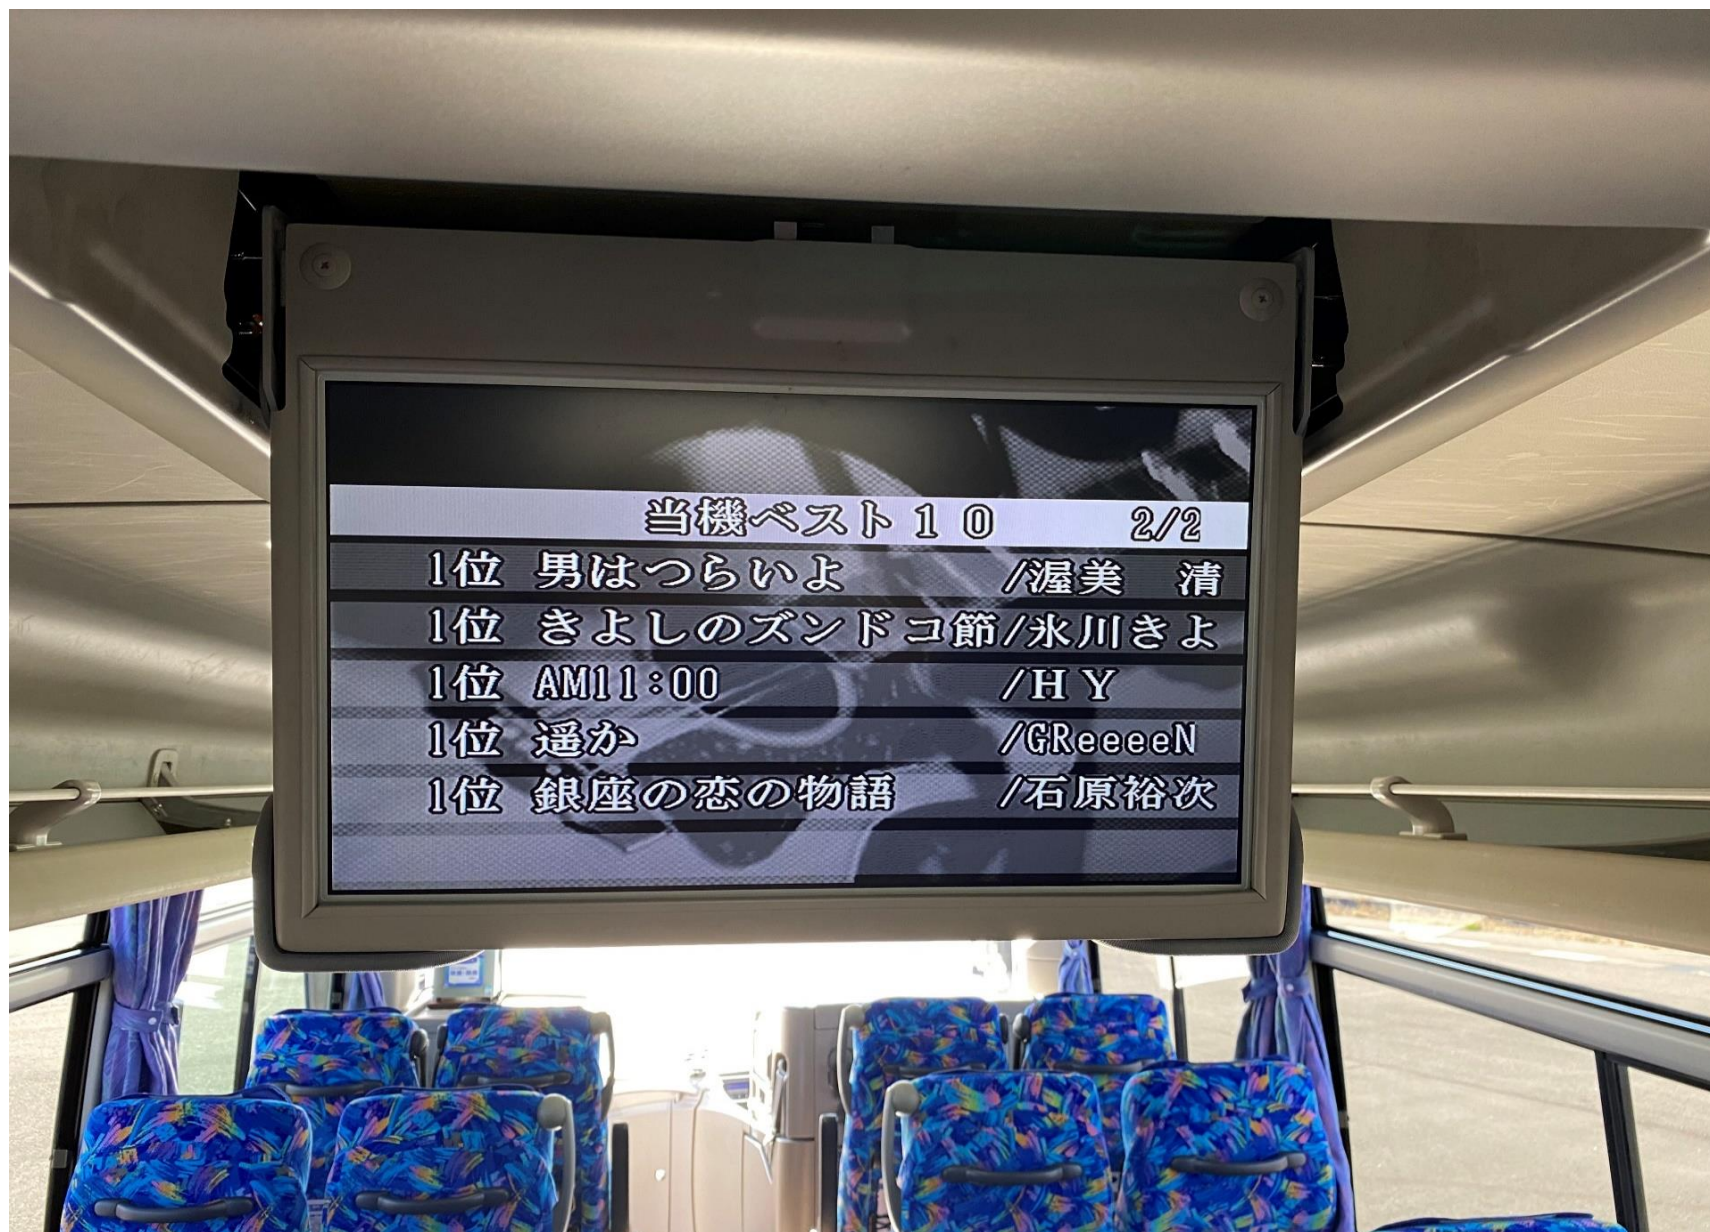 当機ベスト10 2/2
1位 男はつらいよ /渥美 清
1位 きよしのズンドコ節/氷川きよ
1位 AM11:00 /HY
1位 遥か /GReeeeN
1位 銀座の恋の物語 /石原裕次